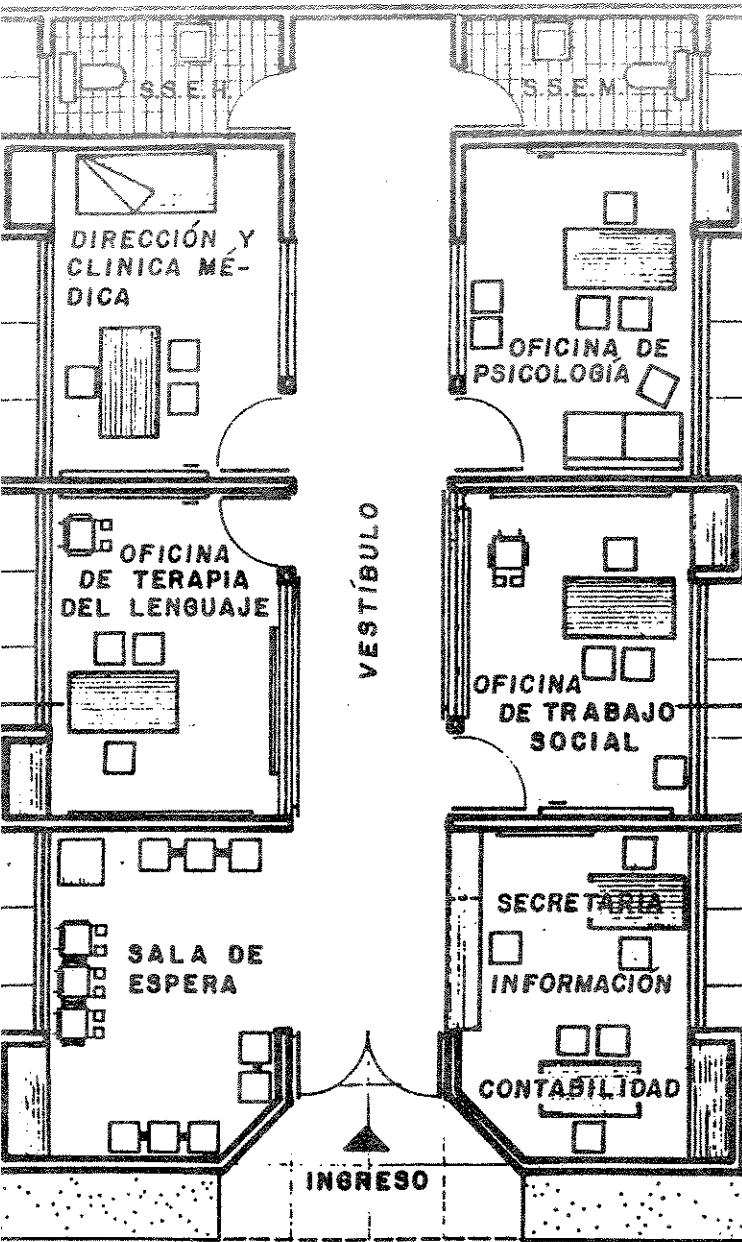 S.S.E.H.
S.S.E.M.
DIRECCIÓN Y
CLINICA MÉ-
DICA
OFICINA DE
PSICOLOGÍA
OFICINA
DE TERAPIA
DEL LENGUAJE
VESTÍBULO
OFICINA
DE TRABAJO
SOCIAL
SALA DE
ESPERA
SECRETARIA
INFORMACIÓN
CONTABILIDAD
INGRESO